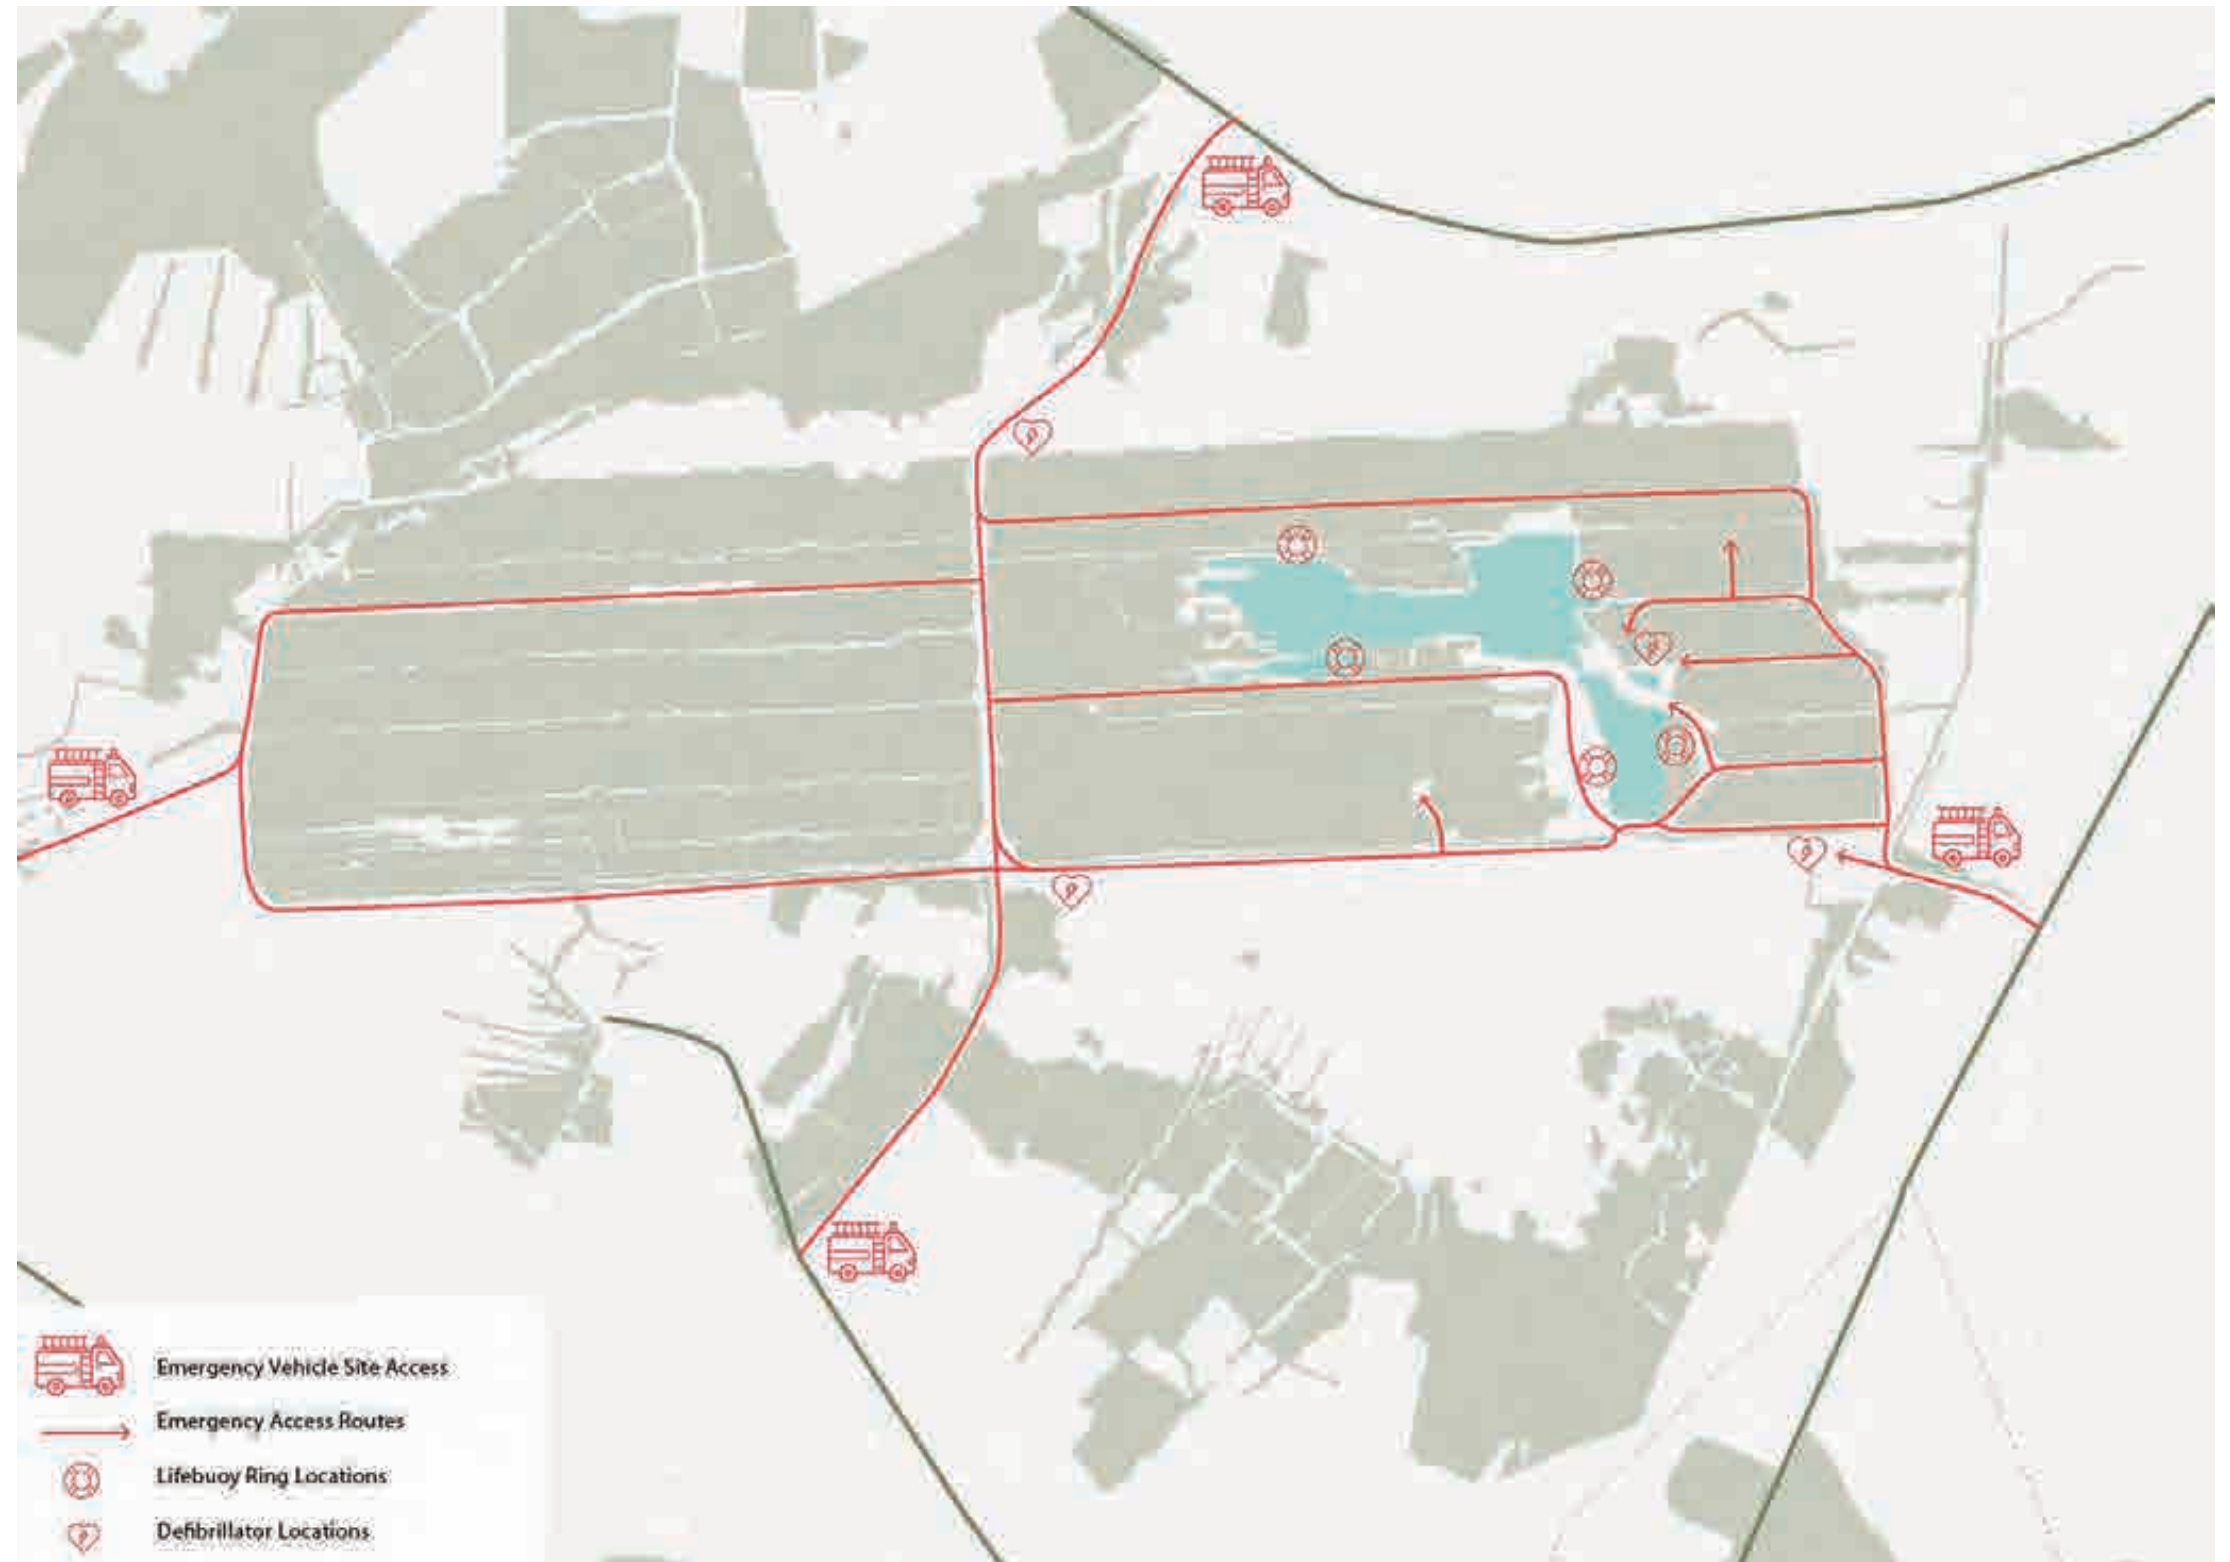 Emergency Vehicle Site Access
Emergency Access Routes
Lifebuoy Ring Locations
Defibrillator Locations